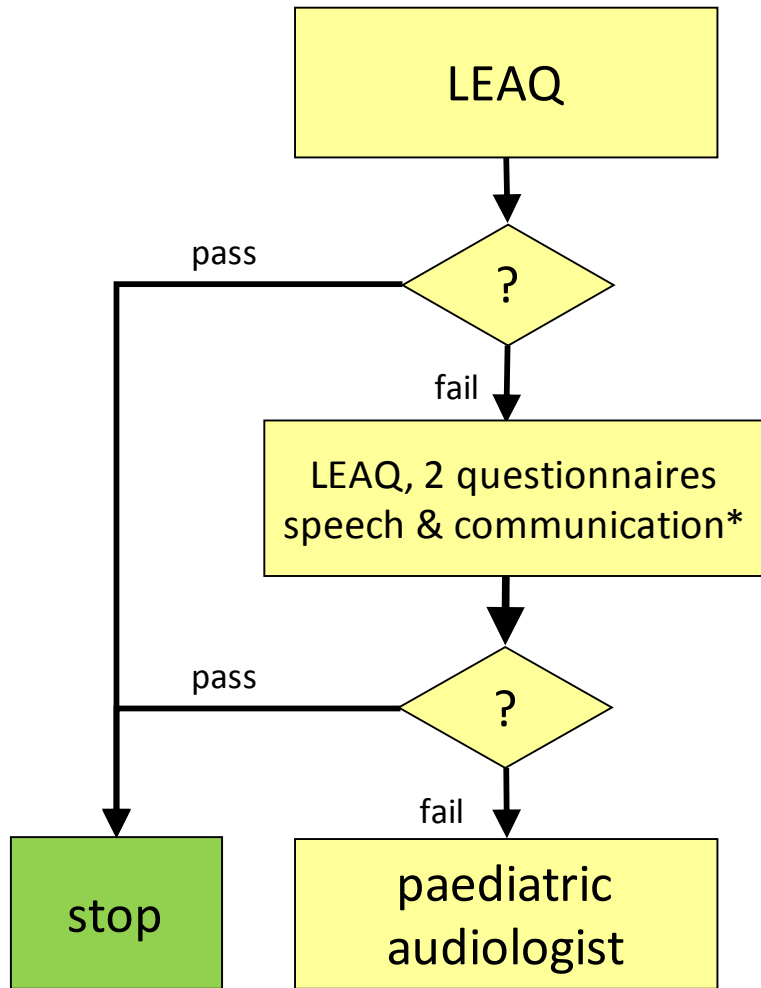 LEAQ
pass
?
fail
LEAQ, 2 questionnaires
speech & communication*
pass
?
fail
stop
paediatric
audiologist